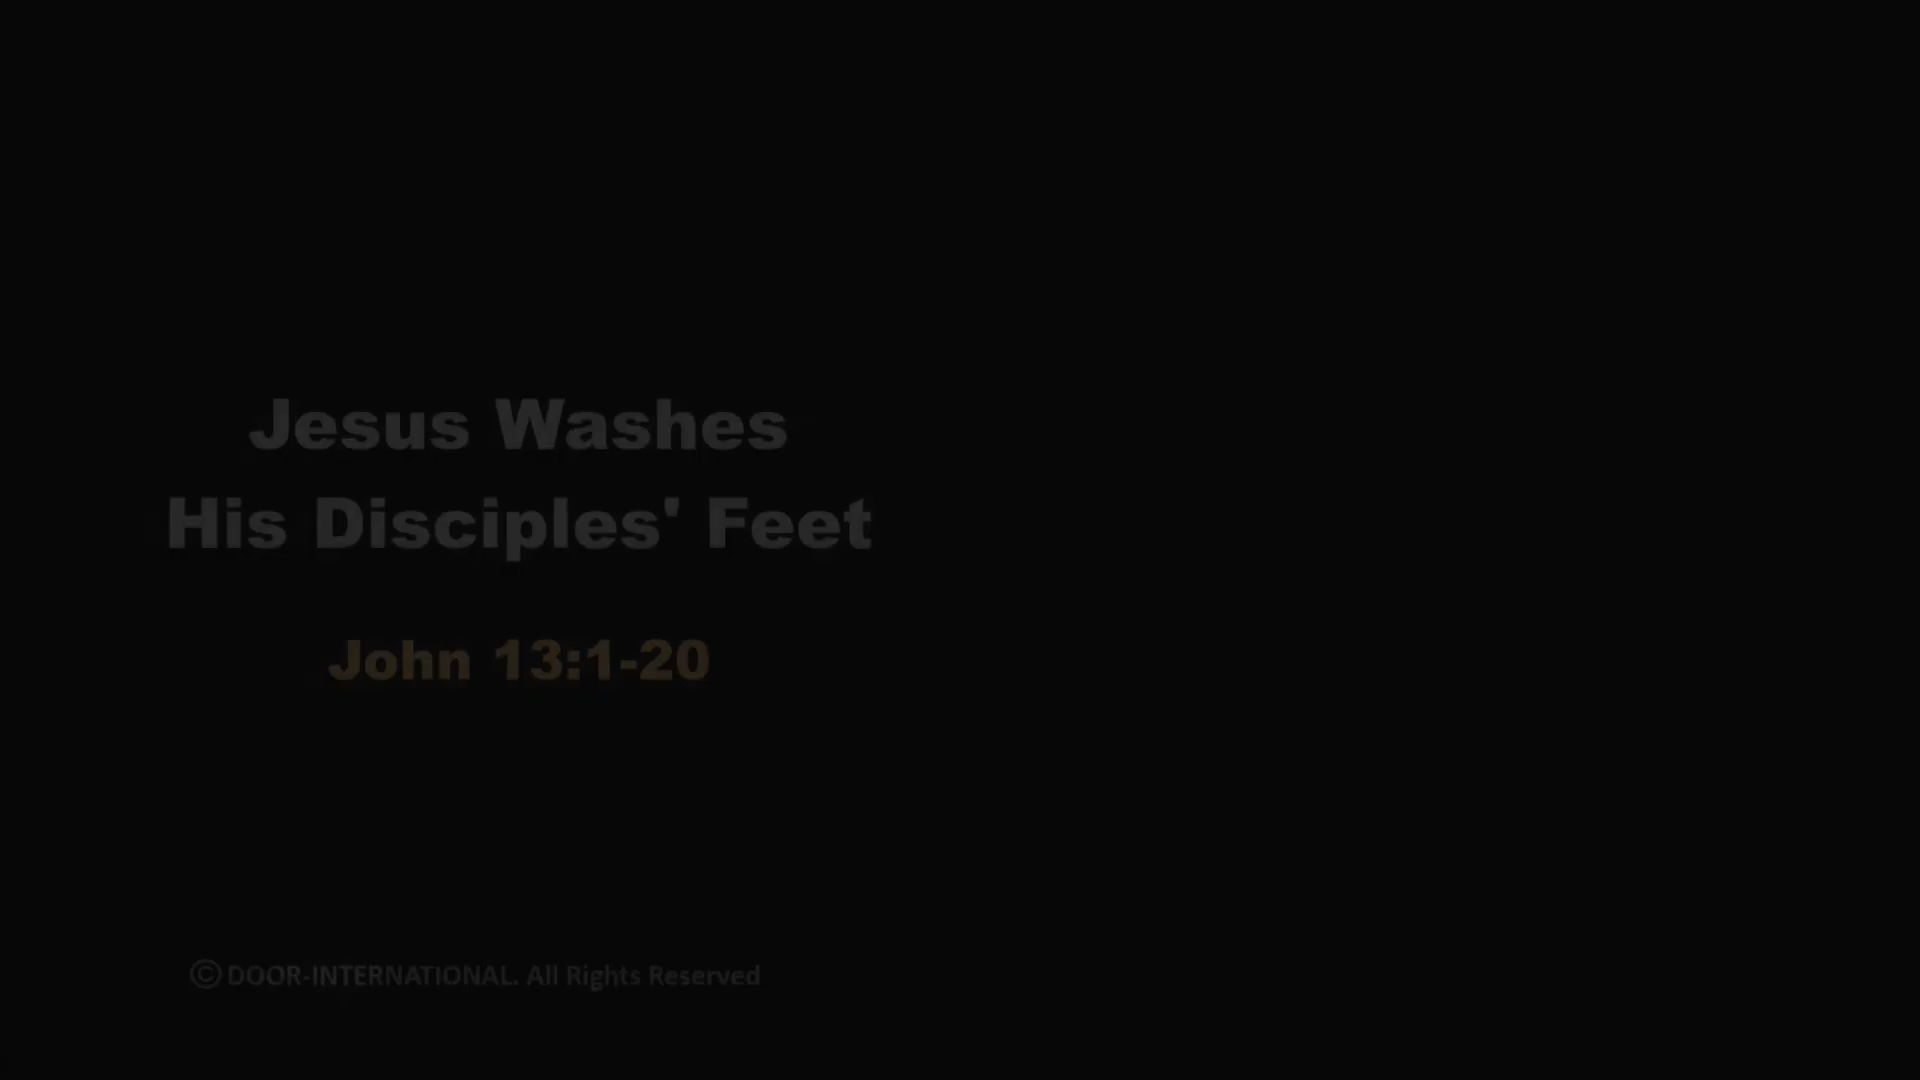 Jesus Washes
His Disciples' Feet
John 13:1-20
© DOOR-INTERNATIONAL. All Rights Reserved